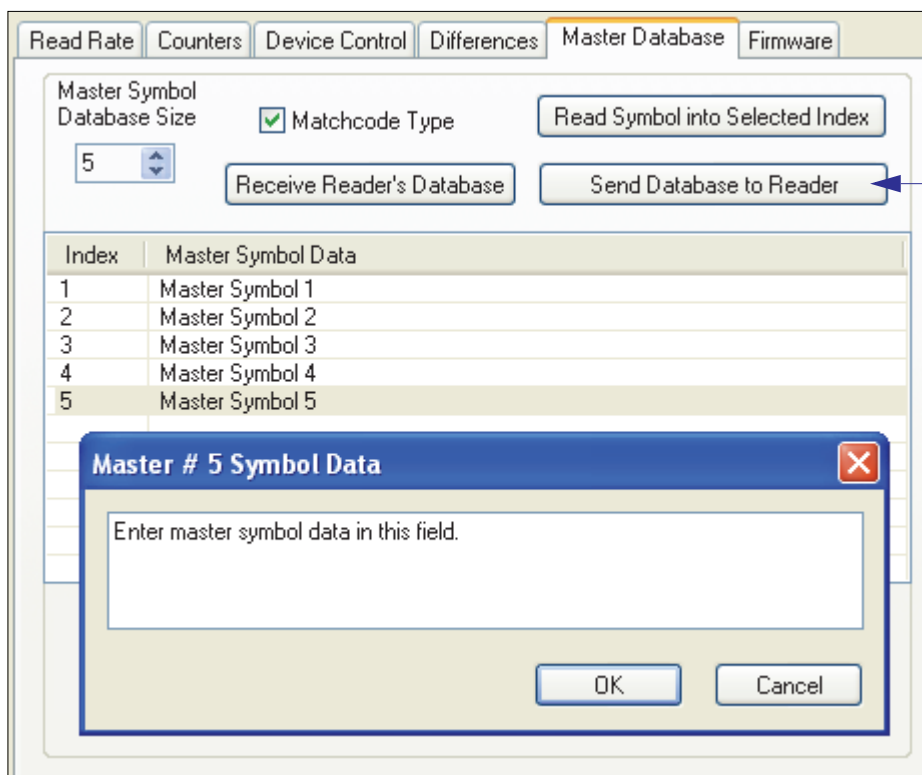 Read Rate Counters Device Control Differences Master Database Firmware
Master Symbol
Database Size
Matchcode Type
Read Symbol into Selected Index
5
Receive Reader's Database
Send Database to Reader
Index Master Symbol Data
1 Master Symbol 1
2 Master Symbol 2
3 Master Symbol 3
4 Master Symbol 4
5 Master Symbol 5
Master # 5 Symbol Data
Enter master symbol data in this field.
OK Cancel